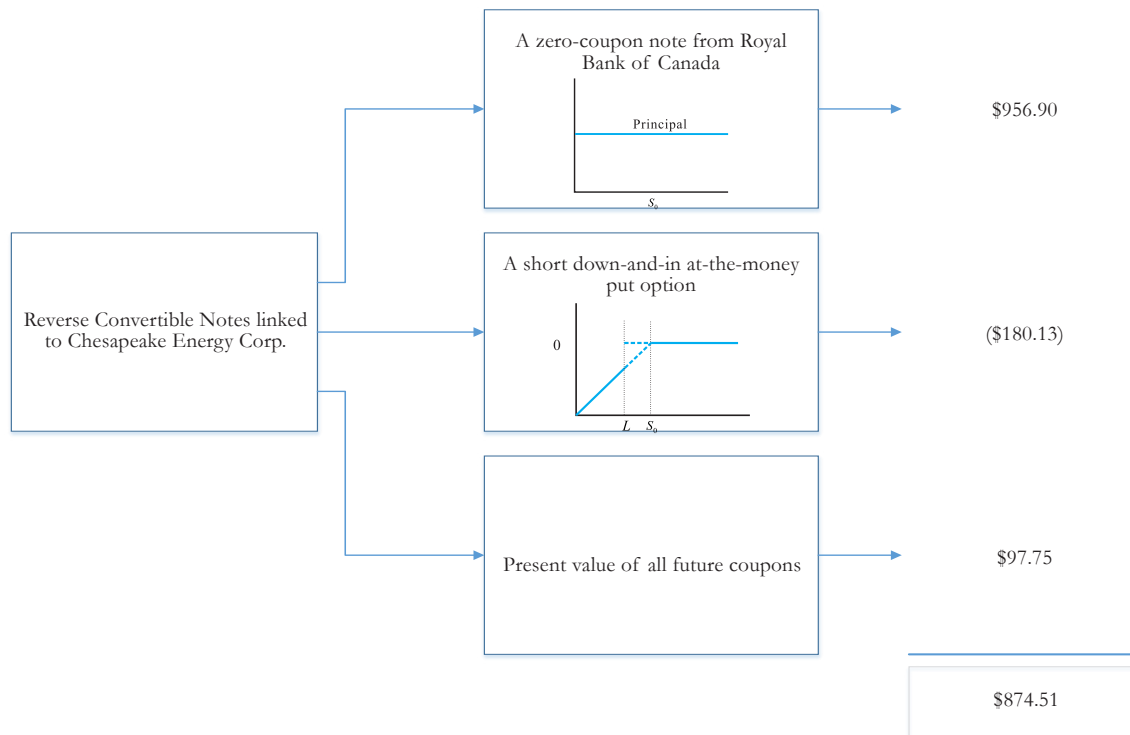 A zero-coupon note from Royal
Bank of Canada
Principal
S₀
$956.90
Reverse Convertible Notes linked
to Chesapeake Energy Corp.
A short down-and-in at-the-money
put option
0
L
S₀
($180.13)
Present value of all future coupons
$97.75
$874.51